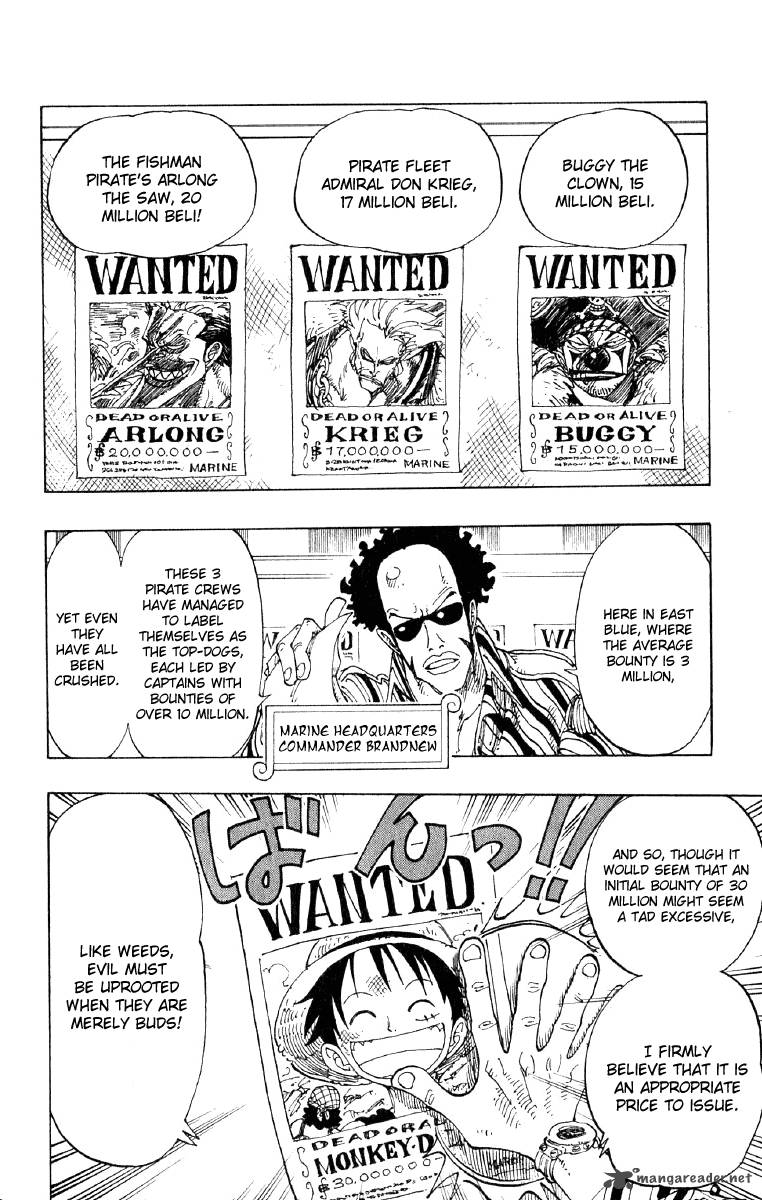 BUGGY THE
CLOWN, 15
MILLION BELI.
PIRATE FLEET
ADMIRAL DON KRIEG,
17 MILLION BELI.
THE FISHMAN
PIRATE'S ARLONG
THE SAW, 20
MILLION BELI!
WANTED
DEAD OR ALIVE
BUGGY
15,000,000—
MARINE
WANTED
DEAD OR ALIVE
KRIEG
17,000,000—
MARINE
WANTED
DEAD OR ALIVE
ARLONG
20,000,000—
MARINE
HERE IN EAST
BLUE, WHERE
THE AVERAGE
BOUNTY IS 3
MILLION,
THESE 3
PIRATE CREWS
HAVE MANAGED
TO LABEL
THEMSELVES AS
THE TOP-DOGS,
EACH LED BY
CAPTAINS WITH
BOUNTIES OF
OVER 10 MILLION.
YET EVEN
THEY
HAVE ALL
BEEN
CRUSHED.
MARINE HEADQUARTERS
COMMANDER BRANDNEW
ばんっ!!
AND SO, THOUGH IT
WOULD SEEM THAT AN
INITIAL BOUNTY OF 30
MILLION MIGHT SEEM
A TAD EXCESSIVE,
I FIRMLY
BELIEVE THAT IT IS
AN APPROPRIATE
PRICE TO ISSUE.
WANTED
DEAD OR A
MONKEY·D
30,000,000
LIKE WEEDS,
EVIL MUST
BE UPROOTED
WHEN THEY ARE
MERELY BUDS!
mangareader.net